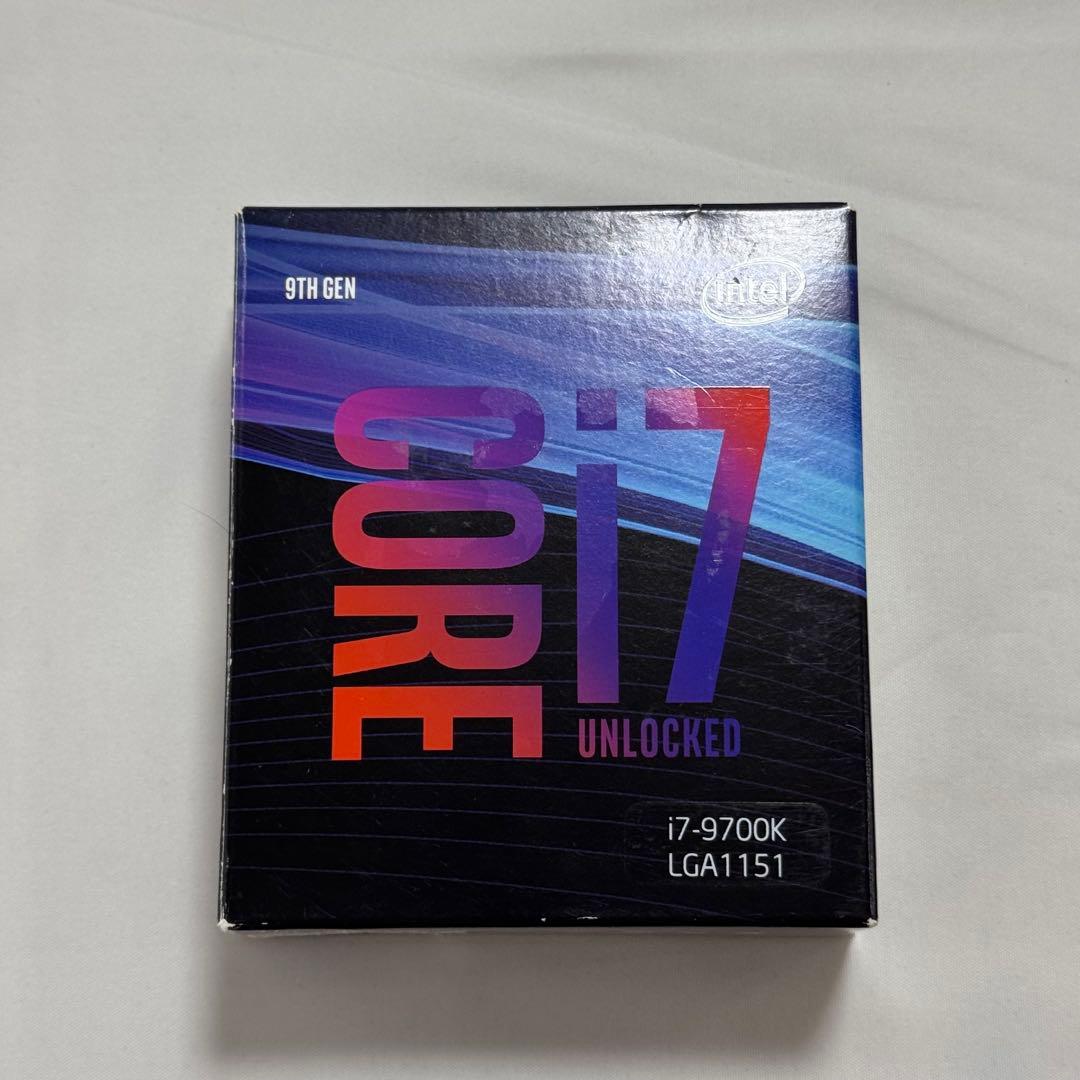 9TH GEN
intel
CORE
i7
UNLOCKED
i7-9700K
LGA1151